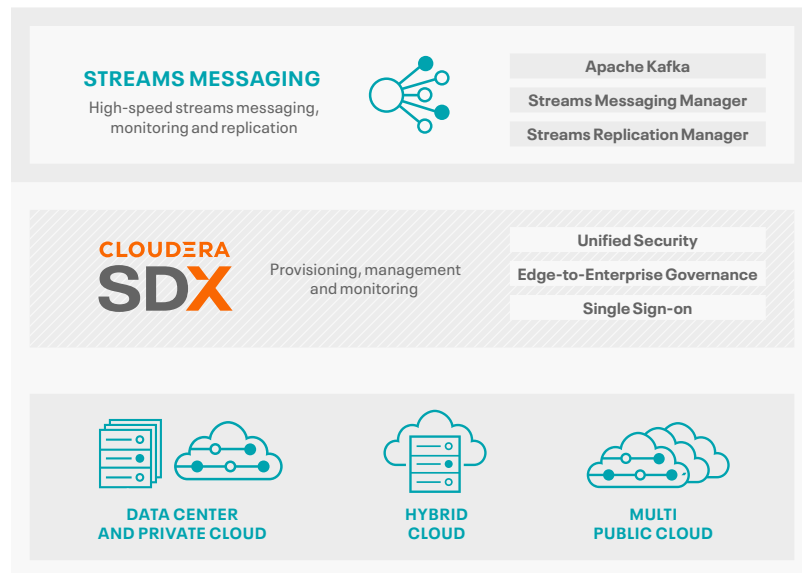 STREAMS MESSAGING
High-speed streams messaging,
monitoring and replication
Apache Kafka
Streams Messaging Manager
Streams Replication Manager
CLOUDERA
SDX
Provisioning, management
and monitoring
Unified Security
Edge-to-Enterprise Governance
Single Sign-on
DATA CENTER
AND PRIVATE CLOUD
HYBRID
CLOUD
MULTI
PUBLIC CLOUD